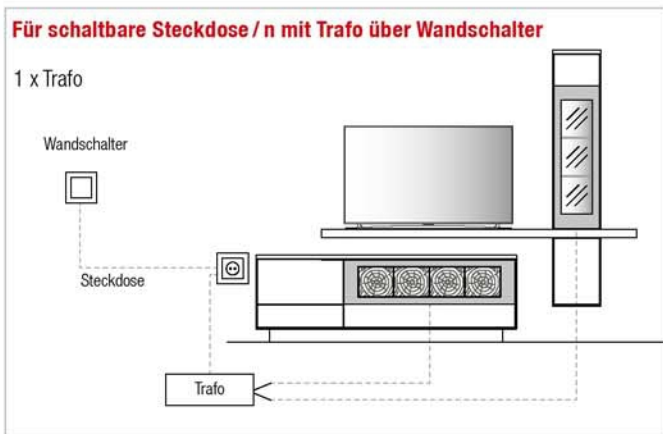 Für schaltbare Steckdose / n mit Trafo über Wandschalter
1 x Trafo
Wandschalter
Steckdose
Trafo